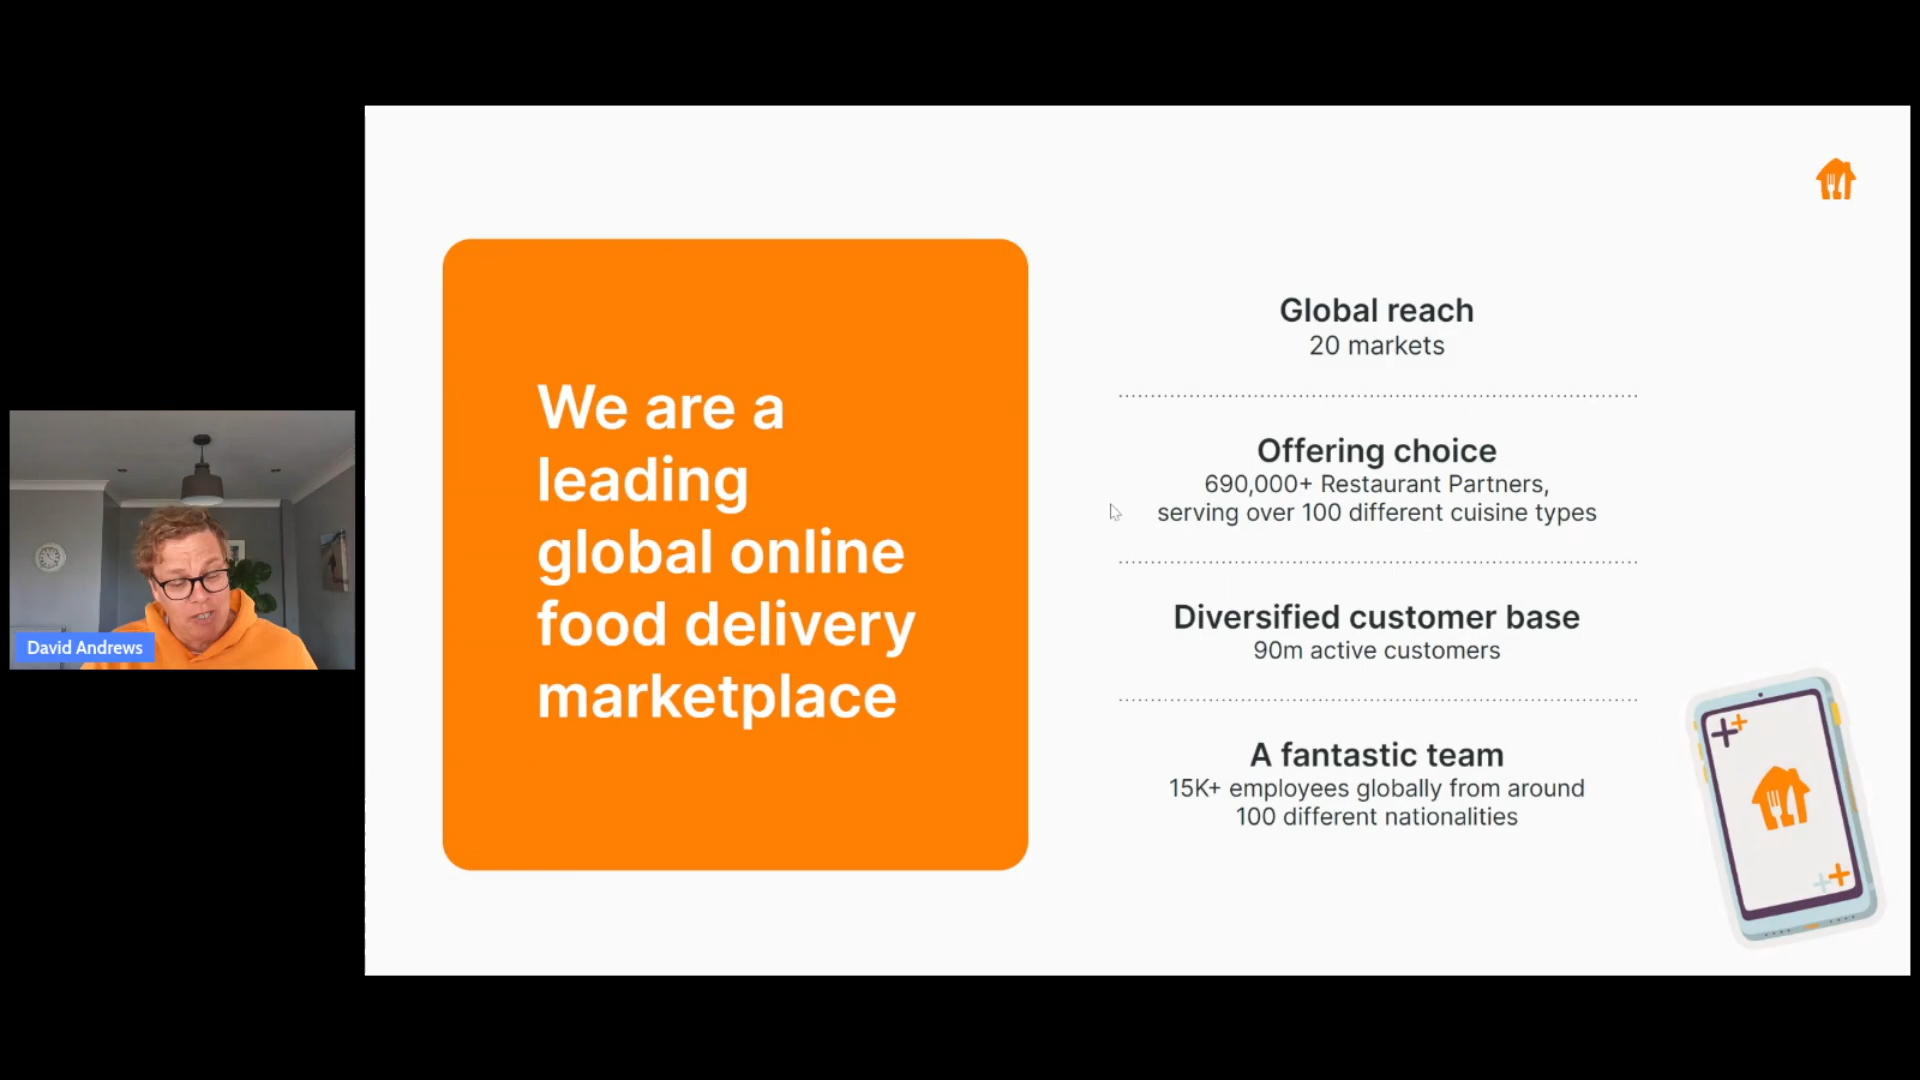 We are a
leading
global online
food delivery
marketplace
Global reach
20 markets
Offering choice
690,000+ Restaurant Partners,
serving over 100 different cuisine types
Diversified customer base
90m active customers
A fantastic team
15K+ employees globally from around
100 different nationalities
David Andrews